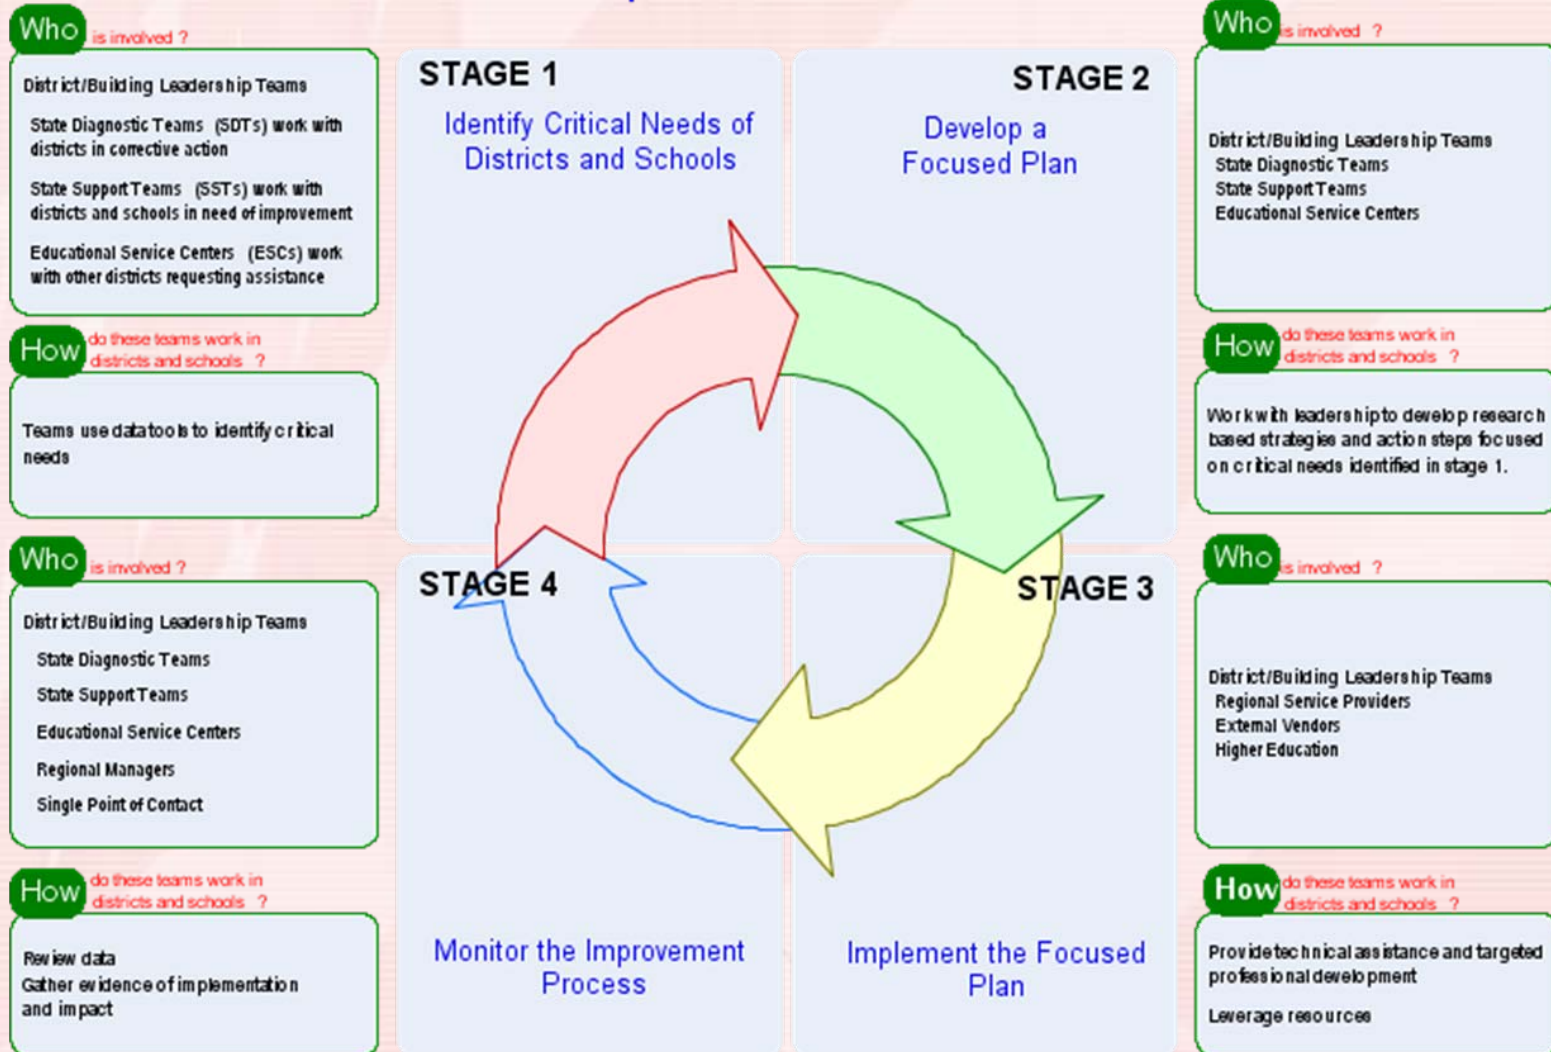 Who is involved ?
District/Building Leadership Teams
State Diagnostic Teams (SDTs) work with
districts in corrective action
State Support Teams (SSTs) work with
districts and schools in need of improvement
Educational Service Centers (ESCs) work
with other districts requesting assistance
How do these teams work in
districts and schools ?
Teams use data tools to identify critical
needs
STAGE 1
Identify Critical Needs of
Districts and Schools
STAGE 2
Develop a
Focused Plan
Who is involved ?
District/Building Leadership Teams
State Diagnostic Teams
State Support Teams
Educational Service Centers
How do these teams work in
districts and schools ?
Work with leadership to develop research
based strategies and action steps focused
on critical needs identified in stage 1.
Who is involved ?
District/Building Leadership Teams
State Diagnostic Teams
State Support Teams
Educational Service Centers
Regional Managers
Single Point of Contact
How do these teams work in
districts and schools ?
Review data
Gather evidence of implementation
and impact
STAGE 4
Monitor the Improvement
Process
STAGE 3
Implement the Focused
Plan
Who is involved ?
District/Building Leadership Teams
Regional Service Providers
External Vendors
Higher Education
How do these teams work in
districts and schools ?
Provide technical assistance and targeted
professional development
Leverage resources